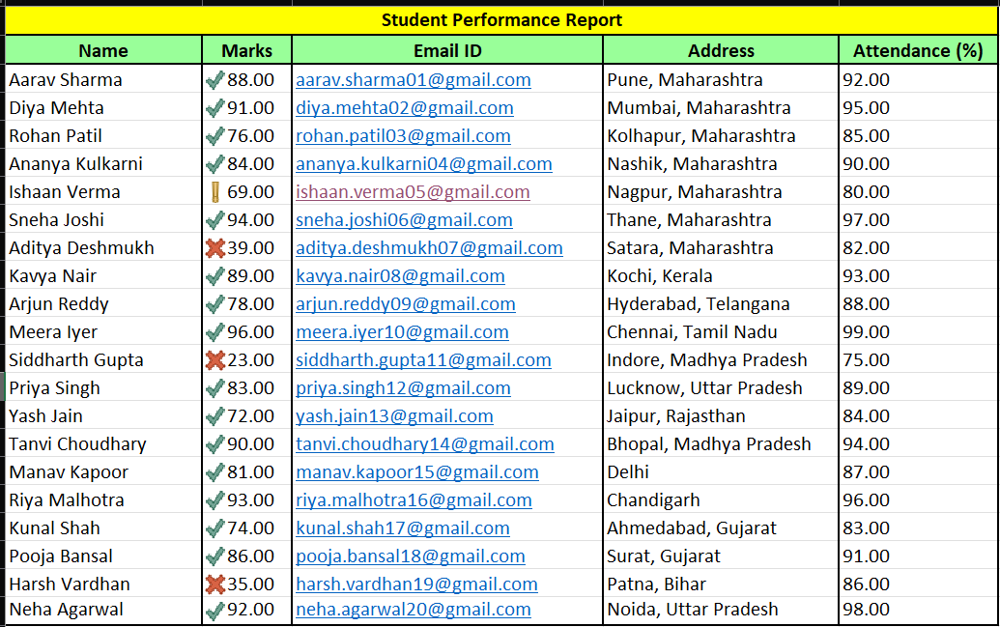 Student Performance Report
Name Marks Email ID Address Attendance (%)
Aarav Sharma 88.00 aarav.sharma01@gmail.com Pune, Maharashtra 92.00
Diya Mehta 91.00 diya.mehta02@gmail.com Mumbai, Maharashtra 95.00
Rohan Patil 76.00 rohan.patil03@gmail.com Kolhapur, Maharashtra 85.00
Ananya Kulkarni 84.00 ananya.kulkarni04@gmail.com Nashik, Maharashtra 90.00
Ishaan Verma 69.00 ishaan.verma05@gmail.com Nagpur, Maharashtra 80.00
Sneha Joshi 94.00 sneha.joshi06@gmail.com Thane, Maharashtra 97.00
Aditya Deshmukh 39.00 aditya.deshmukh07@gmail.com Satara, Maharashtra 82.00
Kavya Nair 89.00 kavya.nair08@gmail.com Kochi, Kerala 93.00
Arjun Reddy 78.00 arjun.reddy09@gmail.com Hyderabad, Telangana 88.00
Meera Iyer 96.00 meera.iyer10@gmail.com Chennai, Tamil Nadu 99.00
Siddharth Gupta 23.00 siddharth.gupta11@gmail.com Indore, Madhya Pradesh 75.00
Priya Singh 83.00 priya.singh12@gmail.com Lucknow, Uttar Pradesh 89.00
Yash Jain 72.00 yash.jain13@gmail.com Jaipur, Rajasthan 84.00
Tanvi Choudhary 90.00 tanvi.choudhary14@gmail.com Bhopal, Madhya Pradesh 94.00
Manav Kapoor 81.00 manav.kapoor15@gmail.com Delhi 87.00
Riya Malhotra 93.00 riya.malhotra16@gmail.com Chandigarh 96.00
Kunal Shah 74.00 kunal.shah17@gmail.com Ahmedabad, Gujarat 83.00
Pooja Bansal 86.00 pooja.bansal18@gmail.com Surat, Gujarat 91.00
Harsh Vardhan 35.00 harsh.vardhan19@gmail.com Patna, Bihar 86.00
Neha Agarwal 92.00 neha.agarwal20@gmail.com Noida, Uttar Pradesh 98.00